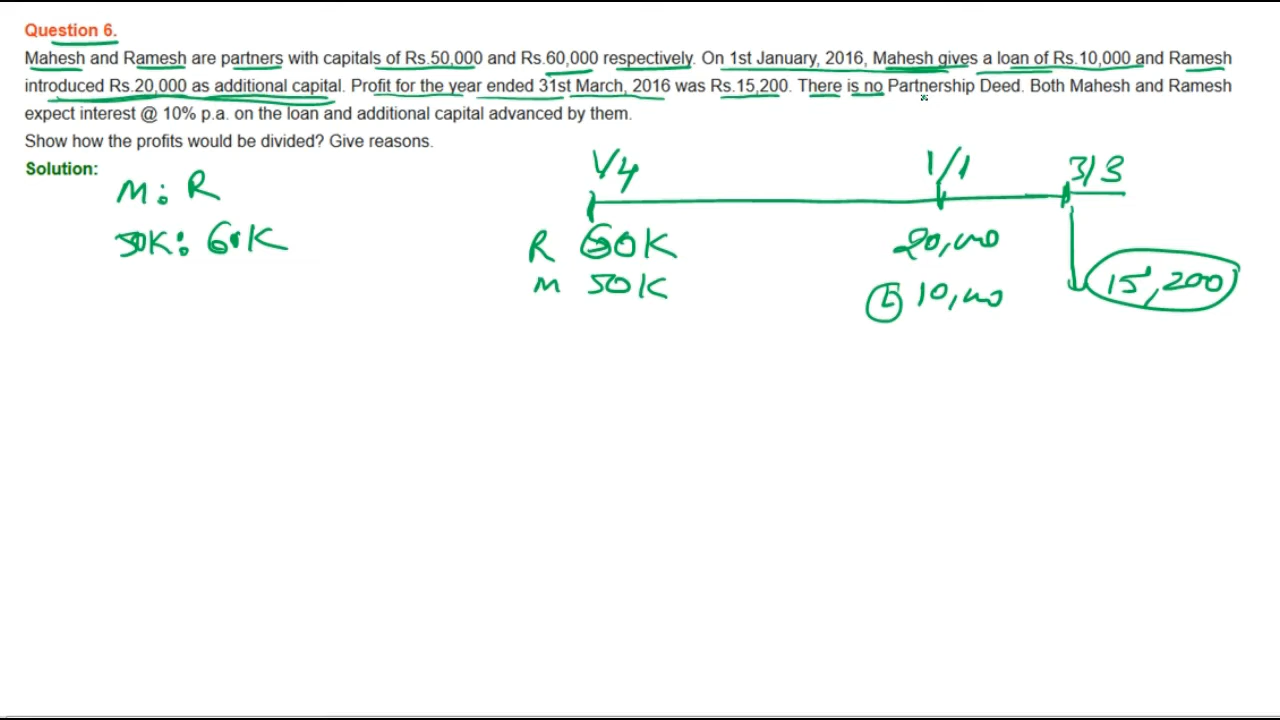 Question 6.
Mahesh and Ramesh are partners with capitals of Rs.50,000 and Rs.60,000 respectively. On 1st January, 2016, Mahesh gives a loan of Rs.10,000 and Ramesh
introduced Rs.20,000 as additional capital. Profit for the year ended 31st March, 2016 was Rs.15,200. There is no Partnership Deed. Both Mahesh and Ramesh
expect interest @ 10% p.a. on the loan and additional capital advanced by them.
Show how the profits would be divided? Give reasons.
Solution:
M : R
50K : 60K
1/4 1/1 31/3
R 60K 20,000
M 50K L 10,000 15,200